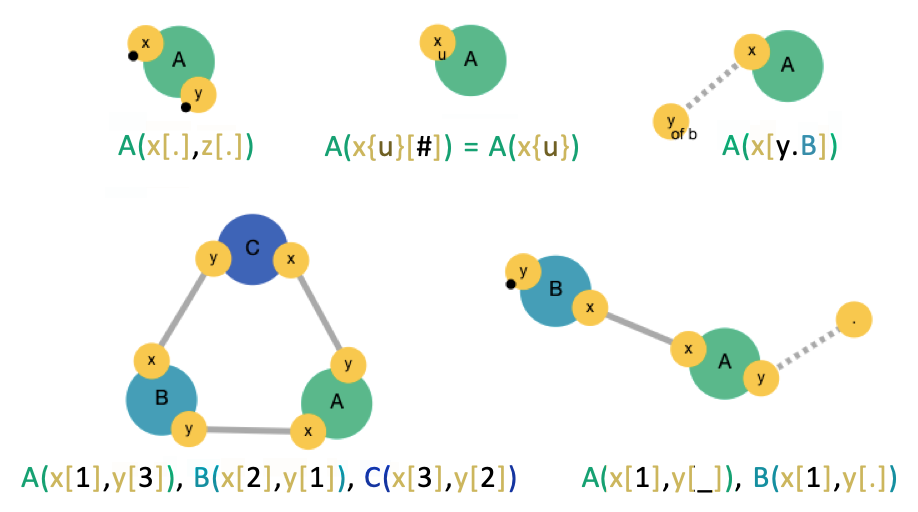 x A
y
A(x[.],z[.])
x u A
A(x{u}[#]) = A(x{u})
x A
y of b
A(x[y.B])
C
y x
x y
B A
y x
A(x[1],y[3]), B(x[2],y[1]), C(x[3],y[2])
y B
x
x A
y
.
A(x[1],y[_]), B(x[1],y[.])